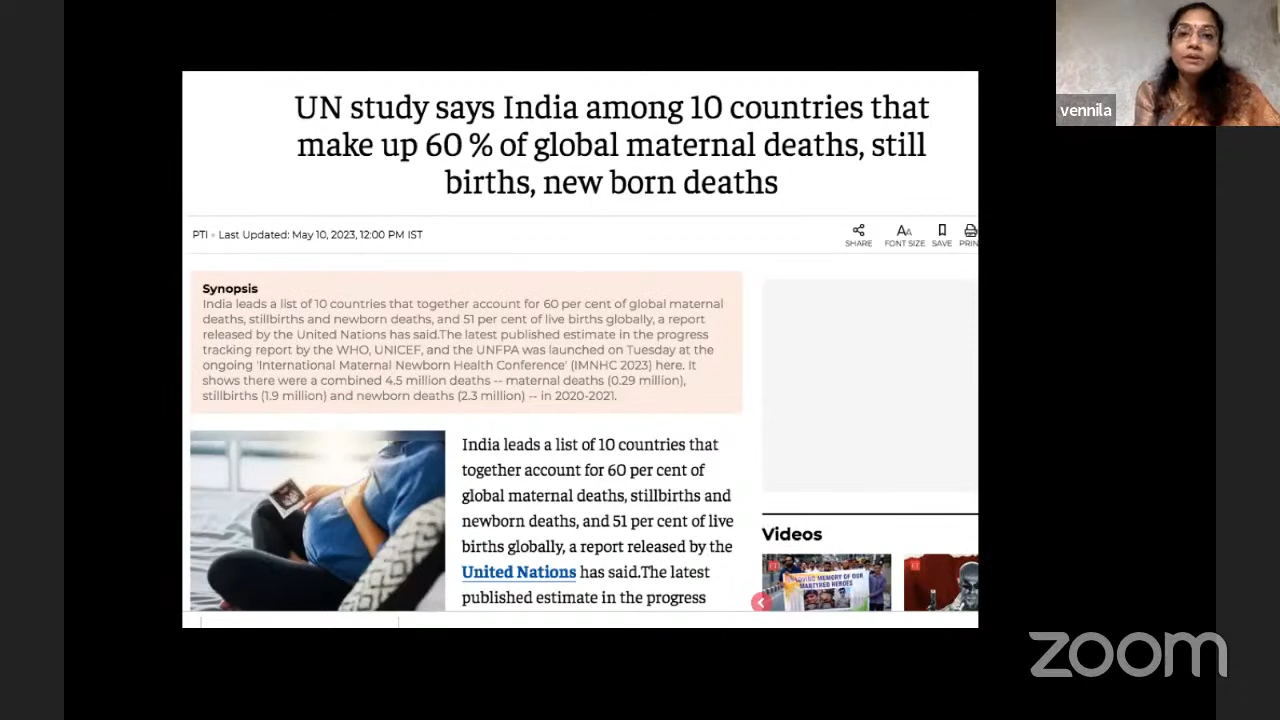 UN study says India among 10 countries that
make up 60 % of global maternal deaths, still
births, new born deaths
PTI • Last Updated: May 10, 2023, 12:00 PM IST
SHARE
FONT SIZE
SAVE
PRIN
Synopsis
India leads a list of 10 countries that together account for 60 per cent of global maternal
deaths, stillbirths and newborn deaths, and 51 per cent of live births globally, a report
released by the United Nations has said.The latest published estimate in the progress
tracking report by the WHO, UNICEF, and the UNFPA was launched on Tuesday at the
ongoing 'International Maternal Newborn Health Conference' (IMNHC 2023) here. It
shows there were a combined 4.5 million deaths -- maternal deaths (0.29 million),
stillbirths (1.9 million) and newborn deaths (2.3 million) -- in 2020-2021.
India leads a list of 10 countries that
together account for 60 per cent of
global maternal deaths, stillbirths and
newborn deaths, and 51 per cent of live
births globally, a report released by the
United Nations has said.The latest
published estimate in the progress
Videos
MEMORY OF OUR
MARTYRED HEROES
vennila
zoom